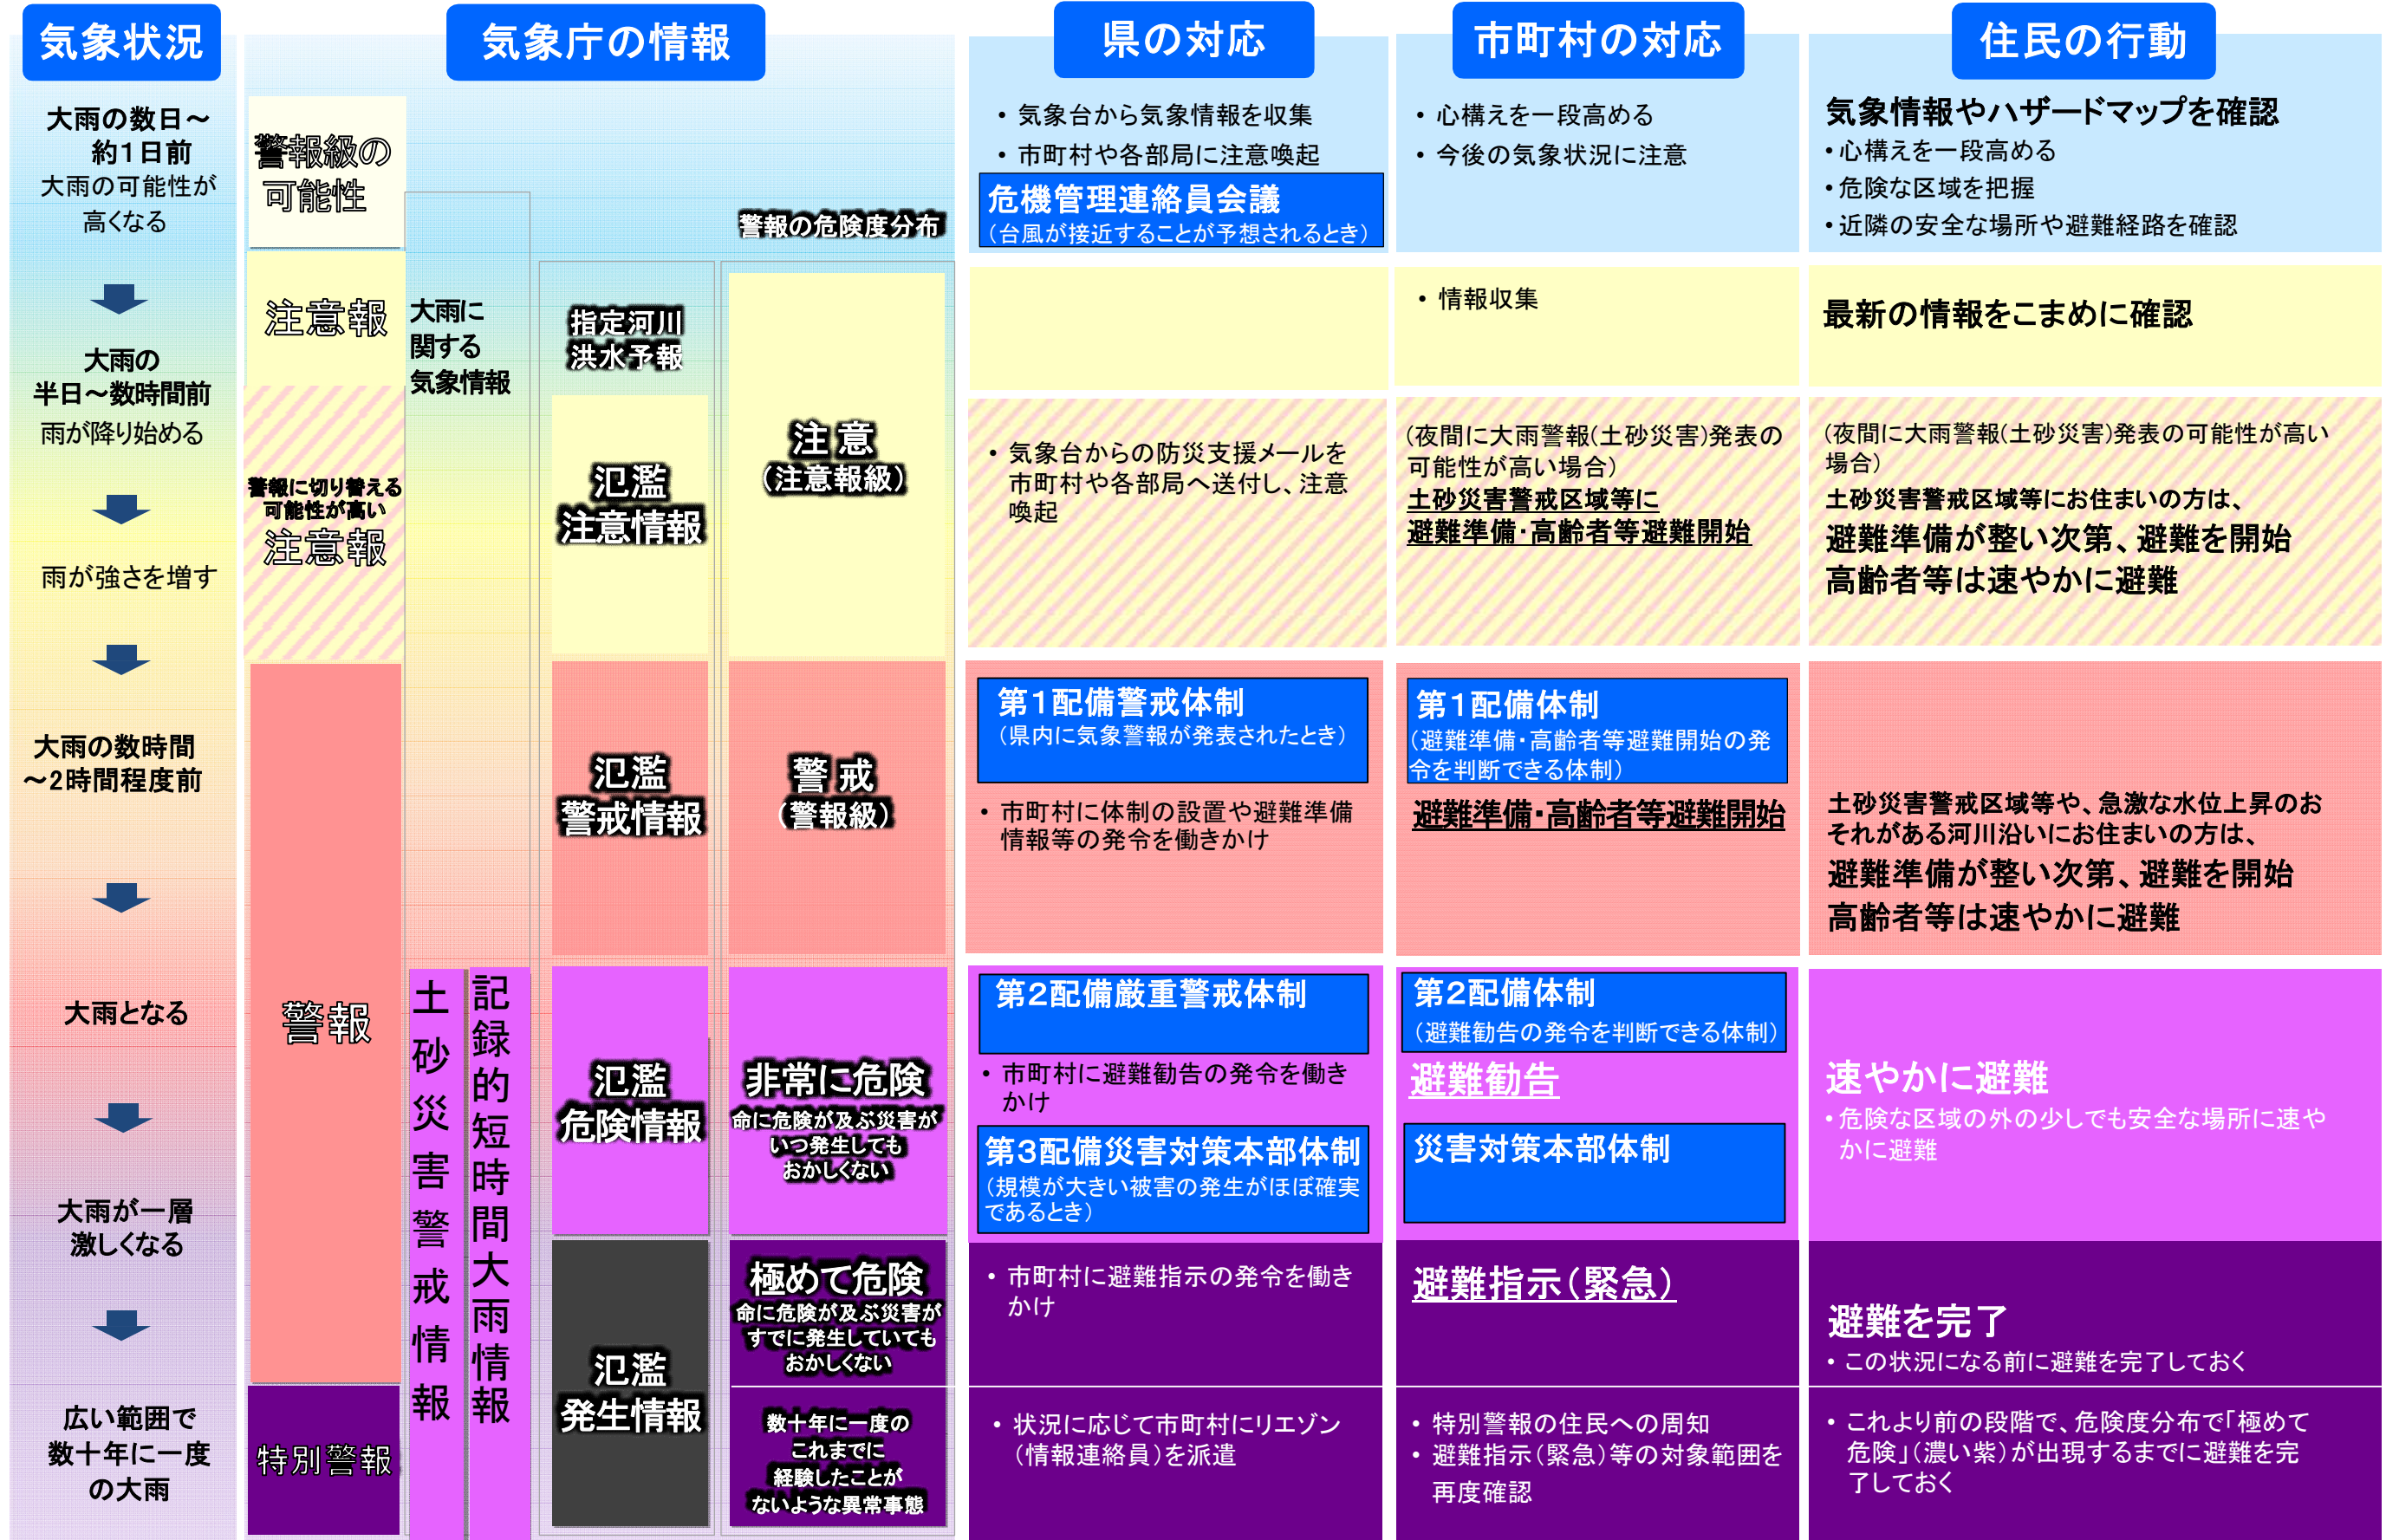 気象状況
気象庁の情報
県の対応
市町村の対応
住民の行動
大雨の数日～
約1日前
大雨の可能性が
高くなる
大雨の
半日～数時間前
雨が降り始める
雨が強さを増す
大雨の数時間
～2時間程度前
大雨となる
大雨が一層
激しくなる
広い範囲で
数十年に一度
の大雨
警報級の
可能性
注意報
警報に切り替える
可能性が高い
注意報
警報
特別警報
大雨に
関する
気象情報
土砂災害警戒情報
記録的短時間大雨情報
指定河川
洪水予報
氾濫
注意情報
氾濫
警戒情報
氾濫
危険情報
氾濫
発生情報
警報の危険度分布
注意
（注意報級）
警戒
（警報級）
非常に危険
命に危険が及ぶ災害が
いつ発生しても
おかしくない
極めて危険
命に危険が及ぶ災害が
すでに発生していても
おかしくない
数十年に一度の
これまでに
経験したことが
ないような異常事態
・気象台から気象情報を収集
・市町村や各部局に注意喚起
危機管理連絡員会議
（台風が接近することが予想されるとき）
・気象台からの防災支援メールを
市町村や各部局へ送付し、注意
喚起
第1配備警戒体制
（県内に気象警報が発表されたとき）
・市町村に体制の設置や避難準備
情報等の発令を働きかけ
第2配備厳重警戒体制
・市町村に避難勧告の発令を働き
かけ
第3配備災害対策本部体制
（規模が大きい被害の発生がほぼ確実
であるとき）
・市町村に避難指示の発令を働き
かけ
・状況に応じて市町村にリエゾン
（情報連絡員）を派遣
・心構えを一段高める
・今後の気象状況に注意
・情報収集
（夜間に大雨警報(土砂災害)発表の
可能性が高い場合）
土砂災害警戒区域等に
避難準備・高齢者等避難開始
第1配備体制
（避難準備・高齢者等避難開始の発
令を判断できる体制）
避難準備・高齢者等避難開始
第2配備体制
（避難勧告の発令を判断できる体制）
避難勧告
災害対策本部体制
避難指示（緊急）
・特別警報の住民への周知
・避難指示（緊急）等の対象範囲を
再度確認
気象情報やハザードマップを確認
・心構えを一段高める
・危険な区域を把握
・近隣の安全な場所や避難経路を確認
最新の情報をこまめに確認
（夜間に大雨警報(土砂災害)発表の可能性が高い
場合）
土砂災害警戒区域等にお住まいの方は、
避難準備が整い次第、避難を開始
高齢者等は速やかに避難
土砂災害警戒区域等や、急激な水位上昇のお
それがある河川沿いにお住まいの方は、
避難準備が整い次第、避難を開始
高齢者等は速やかに避難
速やかに避難
・危険な区域の外の少しでも安全な場所に速や
かに避難
避難を完了
・この状況になる前に避難を完了しておく
・これより前の段階で、危険度分布で「極めて
危険」（濃い紫）が出現するまでに避難を完
了しておく